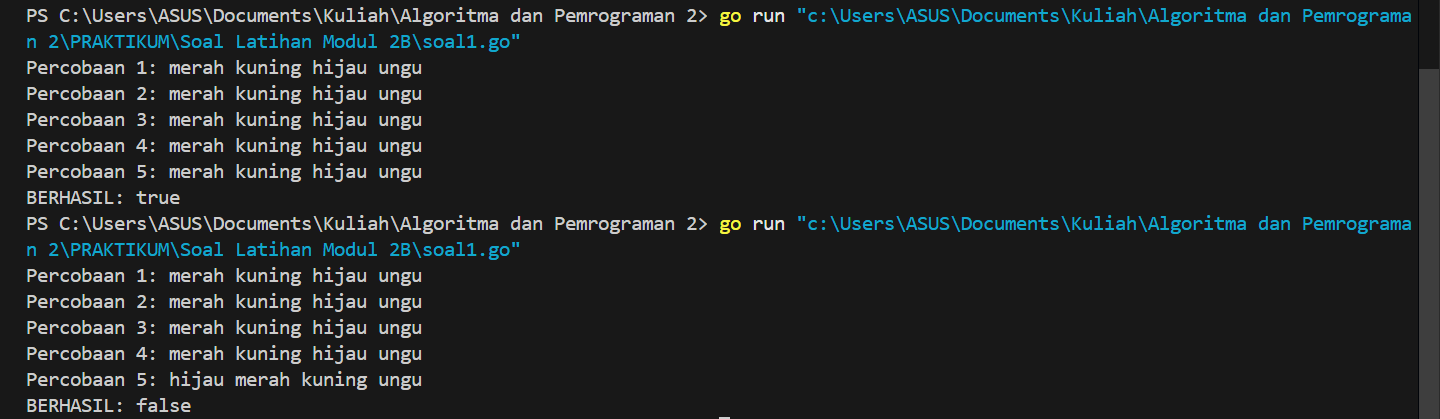 PS C:\Users\ASUS\Documents\Kuliah\Algoritma dan Pemrograman 2> go run "c:\Users\ASUS\Documents\Kuliah\Algoritma dan Pemrograma
n 2\PRAKTIKUM\Soal Latihan Modul 2B\soal1.go"
Percobaan 1: merah kuning hijau ungu
Percobaan 2: merah kuning hijau ungu
Percobaan 3: merah kuning hijau ungu
Percobaan 4: merah kuning hijau ungu
Percobaan 5: merah kuning hijau ungu
BERHASIL: true
PS C:\Users\ASUS\Documents\Kuliah\Algoritma dan Pemrograman 2> go run "c:\Users\ASUS\Documents\Kuliah\Algoritma dan Pemrograma
n 2\PRAKTIKUM\Soal Latihan Modul 2B\soal1.go"
Percobaan 1: merah kuning hijau ungu
Percobaan 2: merah kuning hijau ungu
Percobaan 3: merah kuning hijau ungu
Percobaan 4: merah kuning hijau ungu
Percobaan 5: hijau merah kuning ungu
BERHASIL: false